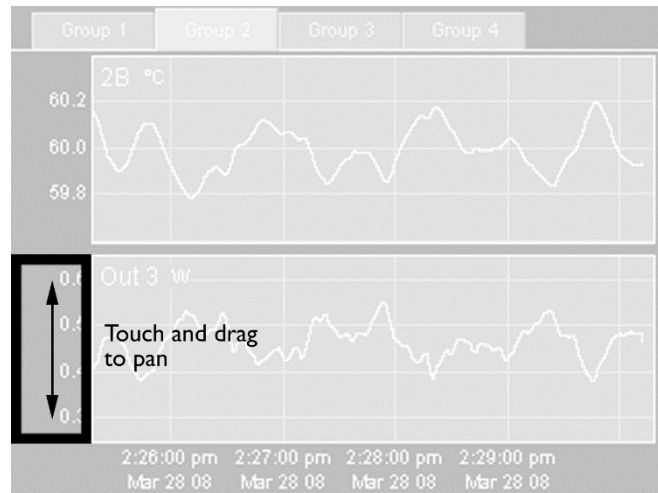 Group 1 Group 2 Group 3 Group 4
2B °C
60.2
60.0
59.8
Out 3 W
0.6
0.5
0.4
0.3
Touch and drag
to pan
2:26:00 pm 2:27:00 pm 2:28:00 pm 2:29:00 pm
Mar 28 08 Mar 28 08 Mar 28 08 Mar 28 08